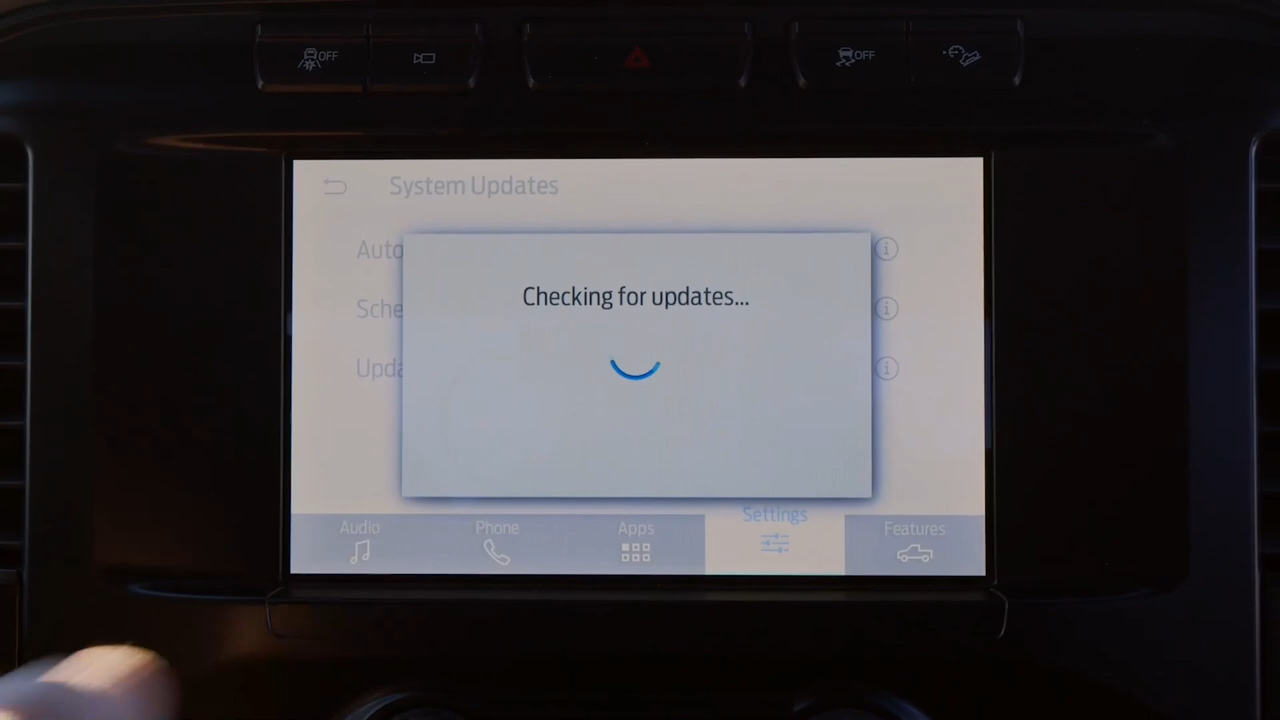 OFF
OFF
System Updates
Auto
Sche
Checking for updates...
Upda
Audio
Phone
Apps
Settings
Features